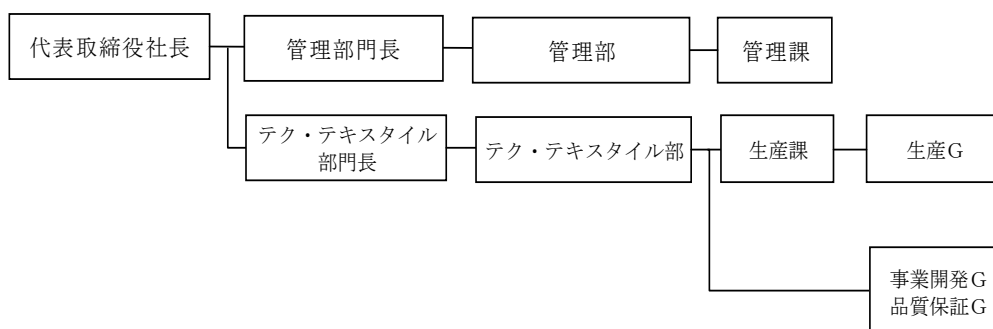 代表取締役社長
管理部門長
管理部
管理課
テク・テキスタイル
部門長
テク・テキスタイル部
生産課
生産G
事業開発G
品質保証G